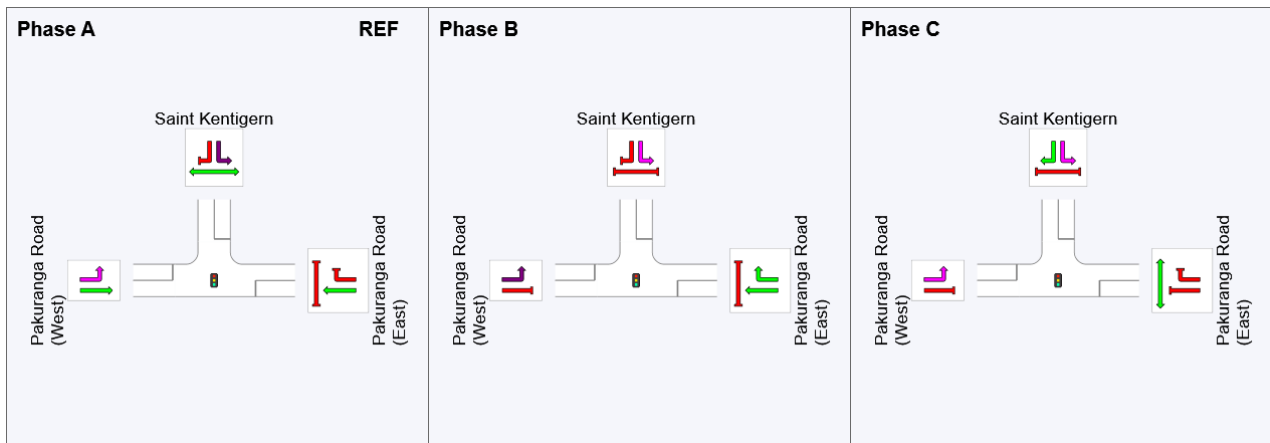 Phase A REF
Saint Kentigern
Pakuranga Road
(West)
Pakuranga Road
(East)
Phase B
Saint Kentigern
Pakuranga Road
(West)
Pakuranga Road
(East)
Phase C
Saint Kentigern
Pakuranga Road
(West)
Pakuranga Road
(East)